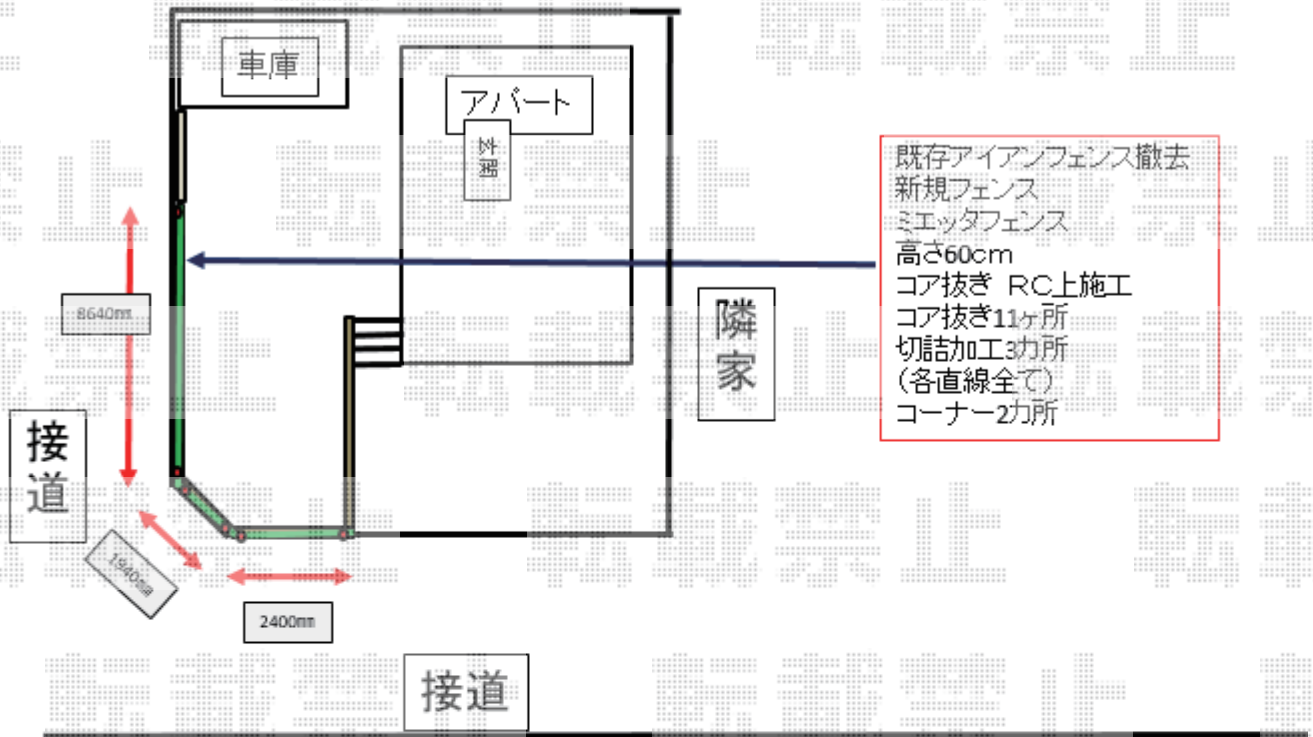 車庫
アパート
玄関
既存アイアンフェンス撤去
新規フェンス
ミエッタフェンス
高さ60cm
コア抜き RC上施工
コア抜き11ヶ所
切詰加工3カ所
(各直線全て)
コーナー2カ所
8640mm
隣家
接道
1940mm
2400mm
接道
転載禁止